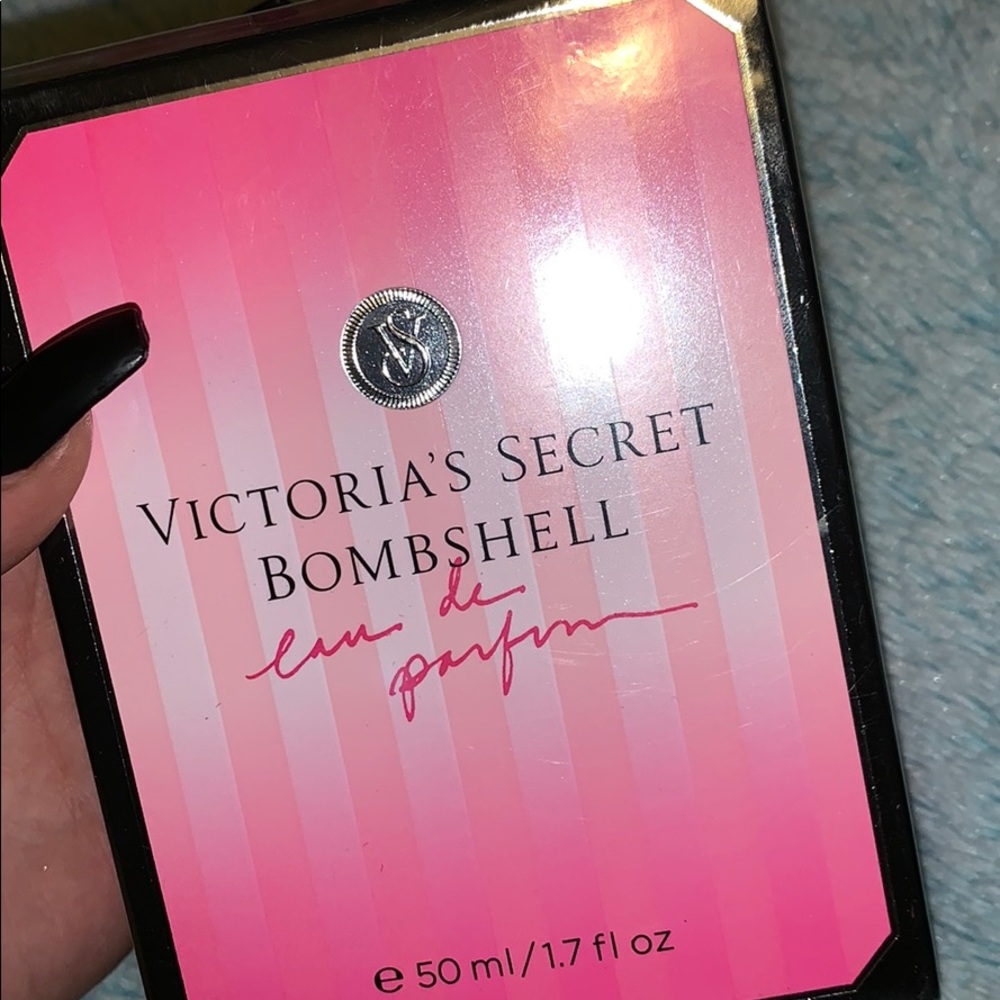 VS
VICTORIA'S SECRET
BOMBSHELL
eau de
parfum
e 50 ml/1.7 fl oz